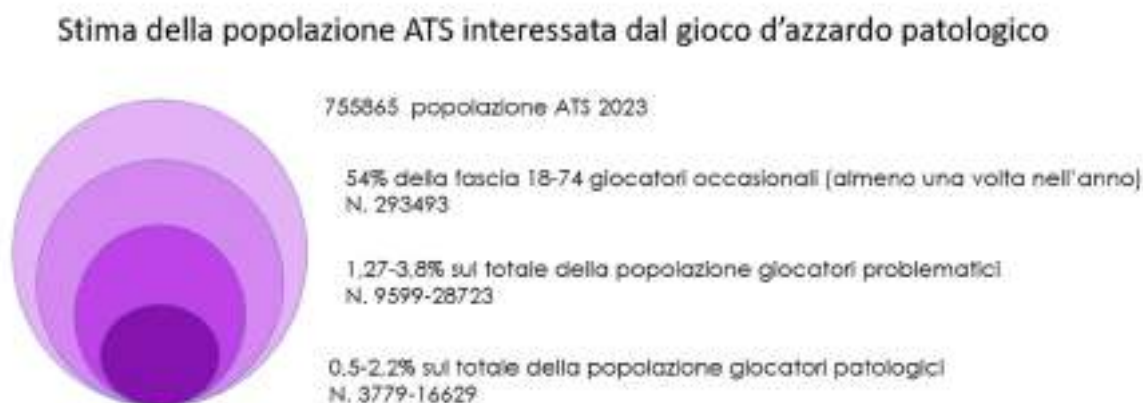 Stima della popolazione ATS interessata dal gioco d'azzardo patologico
755865 popolazione ATS 2023
54% della fascia 18-74 giocatori occasionali (almeno una volta nell'anno)
N. 293493
1,27-3,8% sul totale della popolazione giocatori problematici
N. 9599-28723
0,5-2,2% sul totale della popolazione giocatori patologici
N. 3779-16629